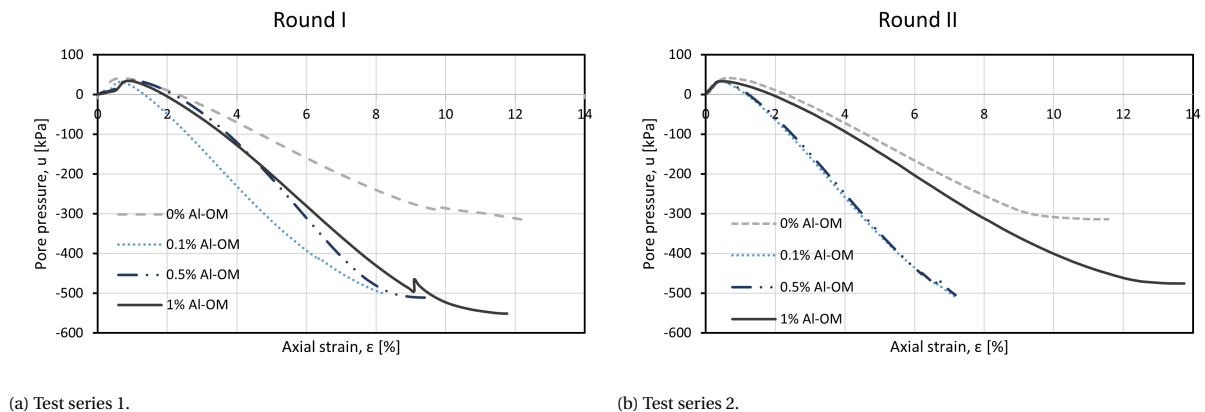 Round I
100
0
-100
-200
-300
-400
-500
-600
0 2 4 6 8 10 12 14
Pore pressure, u [kPa]
Axial strain, ε [%]
0% Al-OM
0.1% Al-OM
0.5% Al-OM
1% Al-OM
(a) Test series 1.
Round II
100
0
-100
-200
-300
-400
-500
-600
0 2 4 6 8 10 12 14
Pore pressure, u [kPa]
Axial strain, ε [%]
0% Al-OM
0.1% Al-OM
0.5% Al-OM
1% Al-OM
(b) Test series 2.